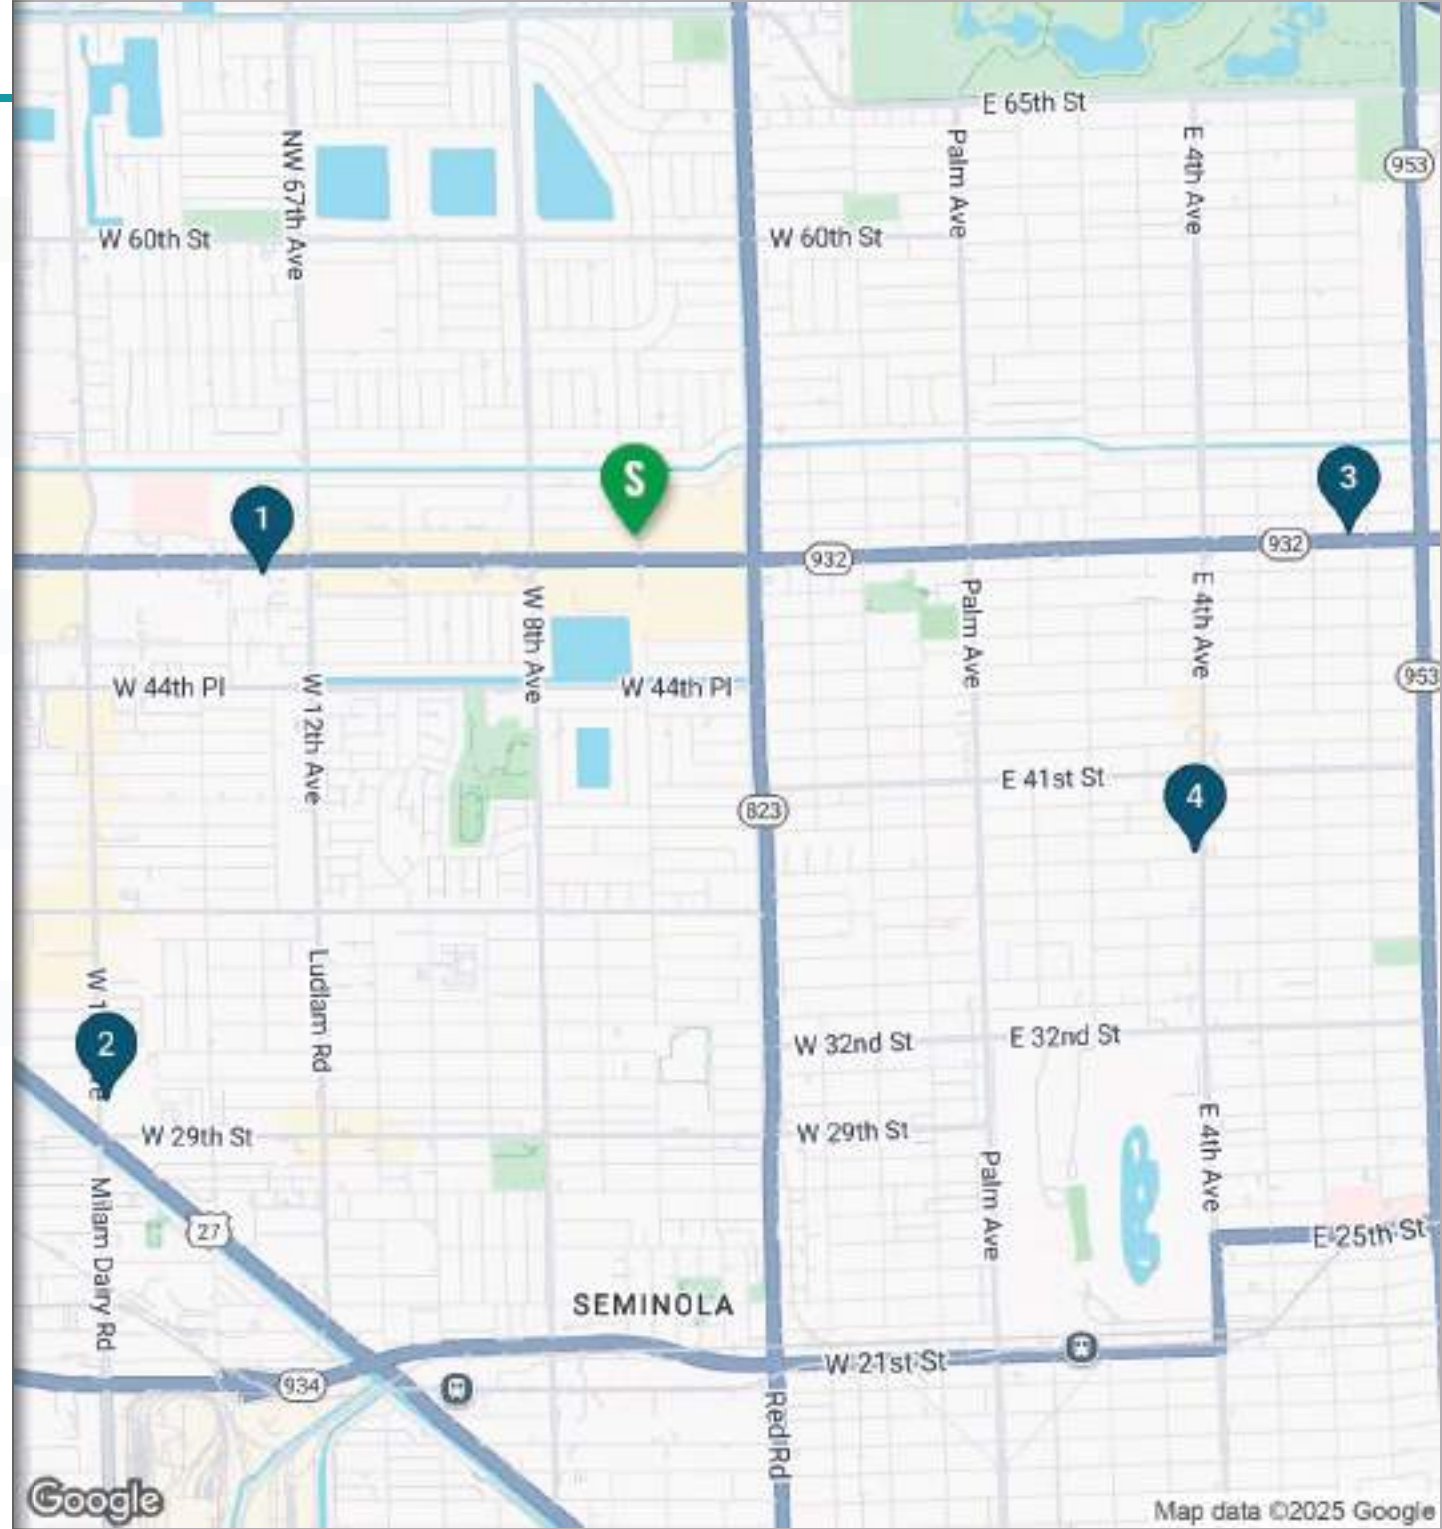 E 65th St
NW 67th Ave
Palm Ave
E 4th Ave
953
W 60th St
W 60th St
S
3
1
932
932
W 8th Ave
Palm Ave
E 4th Ave
W 44th Pl
W 12th Ave
W 44th Pl
953
E 41st St
4
823
Ludlam Rd
W 1
2
W 32nd St
E 32nd St
W 29th St
W 29th St
E 4th Ave
Palm Ave
Milam Dairy Rd
27
E 25th St
SEMINOLA
W 21st St
934
Red Rd
Google
Map data ©2025 Google